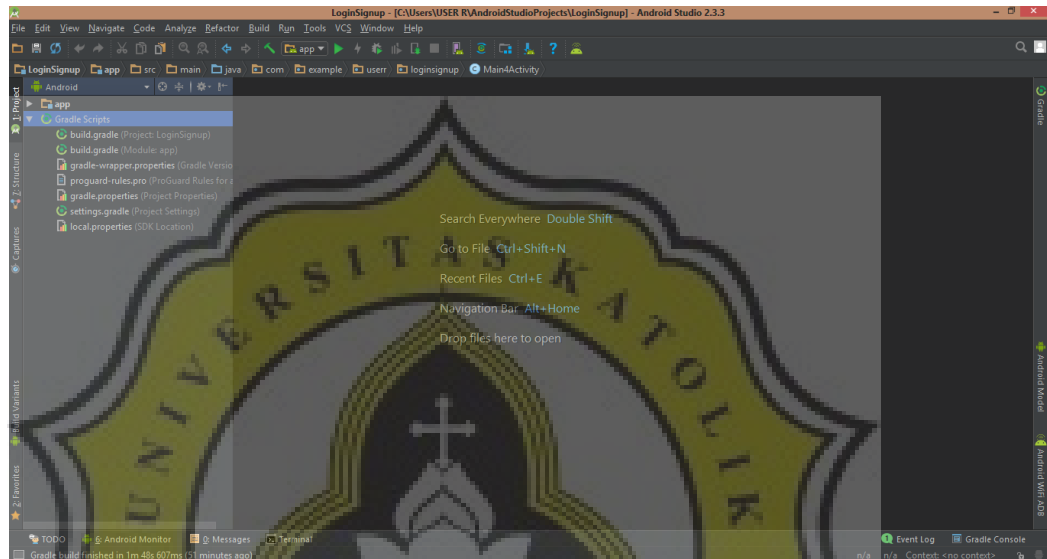 LoginSignup - [C:\Users\USER R\AndroidStudioProjects\LoginSignup] - Android Studio 2.3.3
File Edit View Navigate Code Analyze Refactor Build Run Tools VCS Window Help
app
LoginSignup app src main java com example userr loginsignup Main4Activity
Android
app
Gradle Scripts
build.gradle (Project: LoginSignup)
build.gradle (Module: app)
gradle-wrapper.properties (Gradle Versio
proguard-rules.pro (ProGuard Rules for a
gradle.properties (Project Properties)
settings.gradle (Project Settings)
local.properties (SDK Location)
1: Project
7: Structure
Captures
Build Variants
2: Favorites
Search Everywhere Double Shift
Go to File Ctrl+Shift+N
Recent Files Ctrl+E
Navigation Bar Alt+Home
Drop files here to open
UNIVERSITAS KATOLIK
Gradle
Android Model
Android WiFi ADB
TODO 6: Android Monitor 0: Messages Terminal 1 Event Log Gradle Console
Gradle build finished in 1m 48s 607ms (51 minutes ago) n/a n/a Context: <no context>